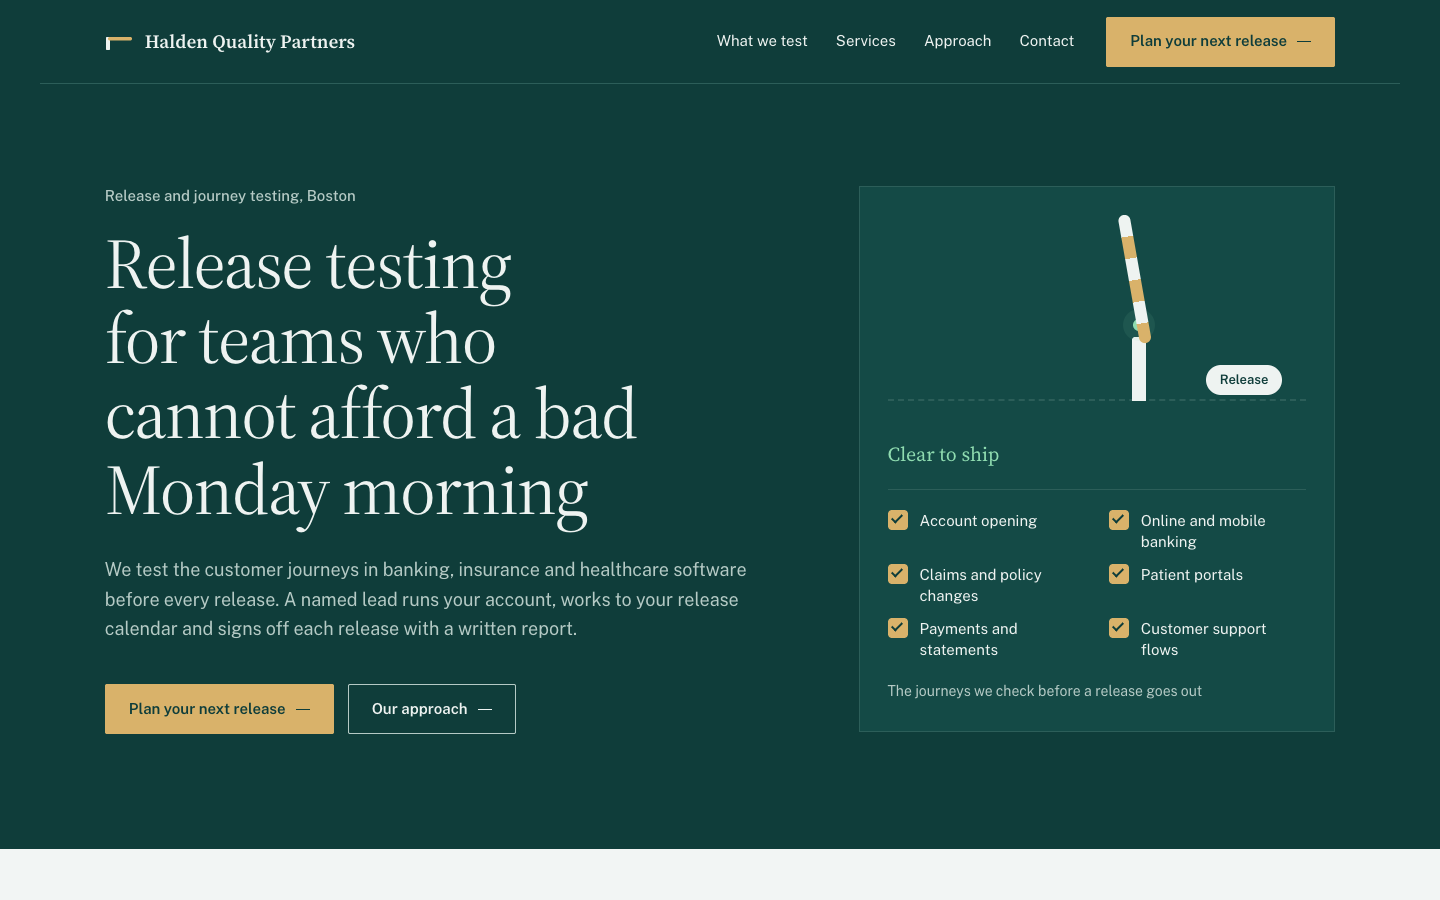 Halden Quality Partners
What we test
Services
Approach
Contact
Plan your next release
Release and journey testing, Boston
Release testing
for teams who
cannot afford a bad
Monday morning
We test the customer journeys in banking, insurance and healthcare software
before every release. A named lead runs your account, works to your release
calendar and signs off each release with a written report.
Plan your next release
Our approach
Release
Clear to ship
Account opening
Online and mobile
banking
Claims and policy
changes
Patient portals
Payments and
statements
Customer support
flows
The journeys we check before a release goes out